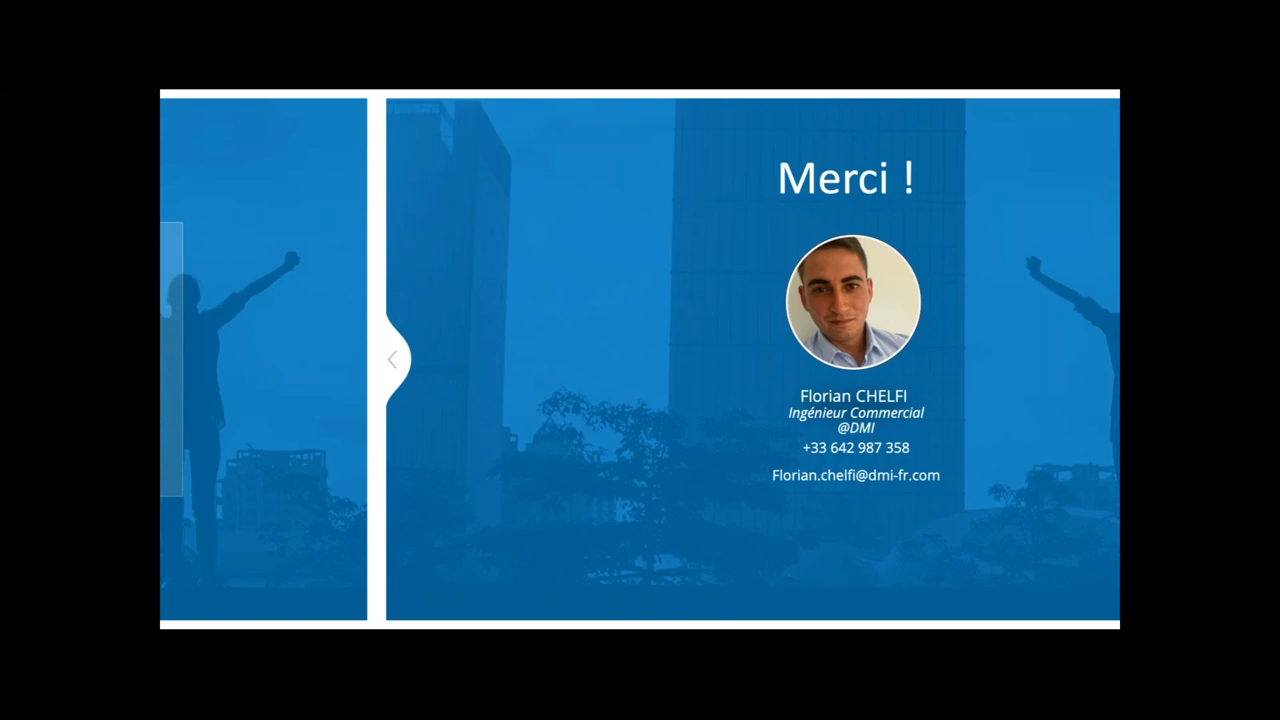 Merci !
Florian CHELFI
Ingénieur Commercial
@DMI
+33 642 987 358
Florian.chelfi@dmi-fr.com